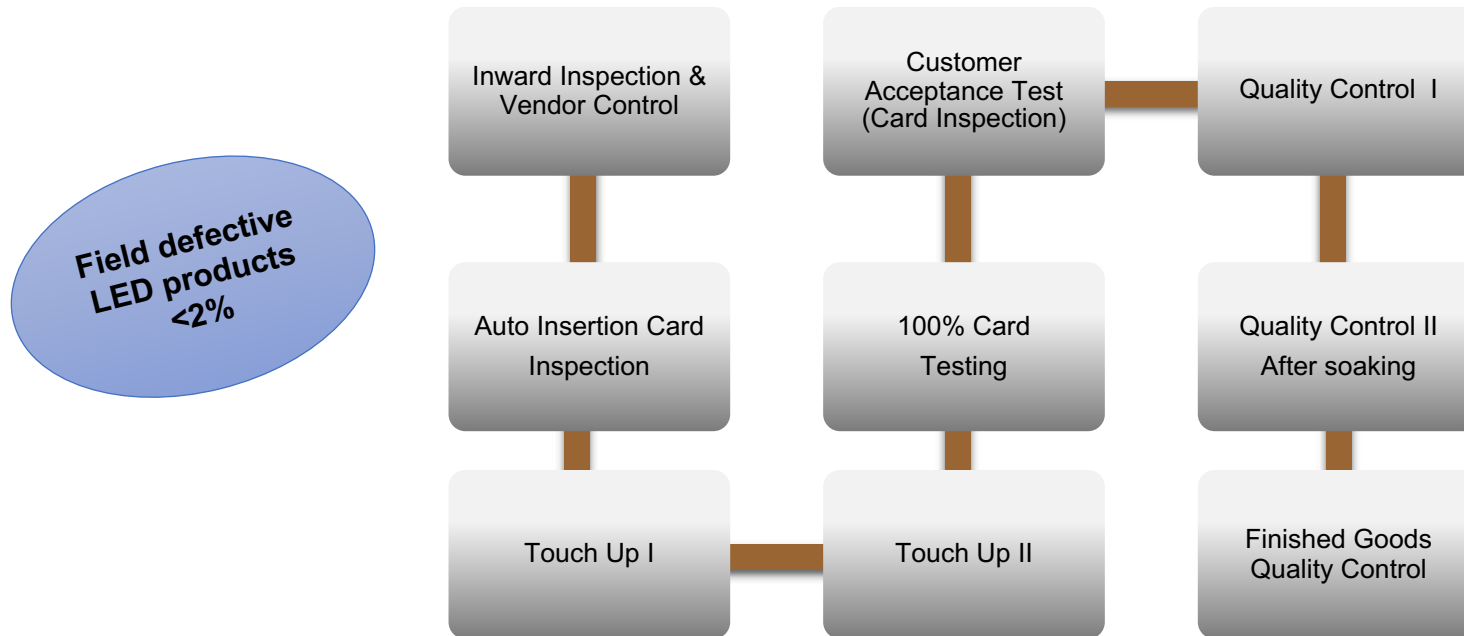 Field defective
LED products
<2%
Inward Inspection &
Vendor Control
Auto Insertion Card
Inspection
Touch Up I
Touch Up II
100% Card
Testing
Customer
Acceptance Test
(Card Inspection)
Quality Control  I
Quality Control II
After soaking
Finished Goods
Quality Control